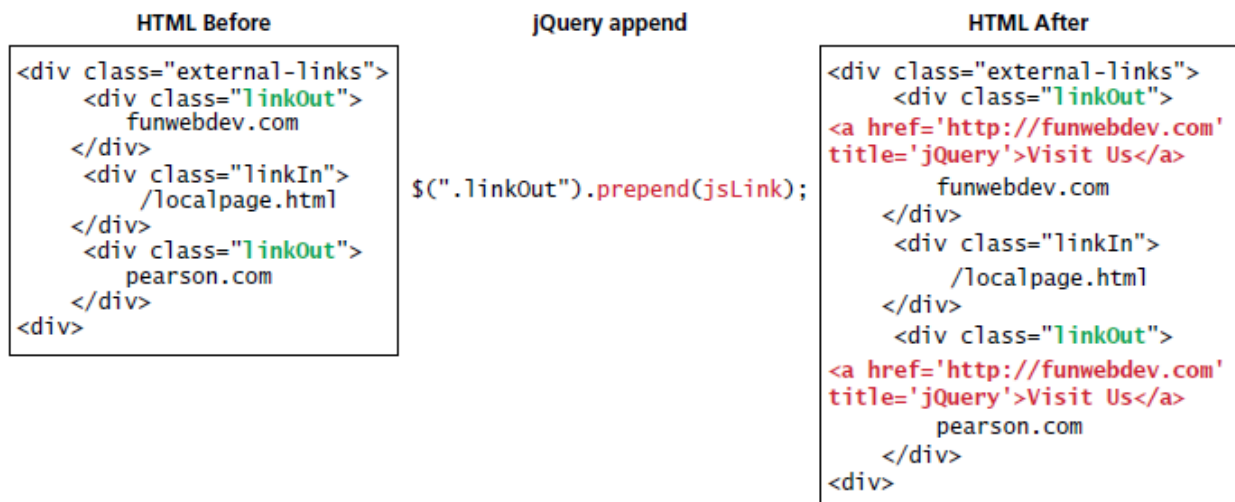 HTML Before
<div class="external-links">
<div class="linkOut">
funwebdev.com
</div>
<div class="linkIn">
/localpage.html
</div>
<div class="linkOut">
pearson.com
</div>
<div>
jQuery append
$(".linkOut").prepend(jsLink);
HTML After
<div class="external-links">
<div class="linkOut">
<a href='http://funwebdev.com'
title='jQuery'>Visit Us</a>
funwebdev.com
</div>
<div class="linkIn">
/localpage.html
</div>
<div class="linkOut">
<a href='http://funwebdev.com'
title='jQuery'>Visit Us</a>
pearson.com
</div>
<div>